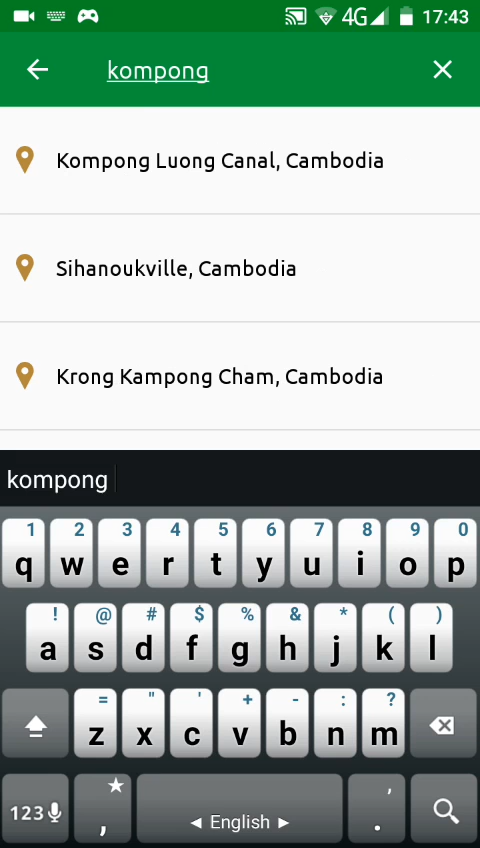 4G 17:43
kompong
Kompong Luong Canal, Cambodia
Sihanoukville, Cambodia
Krong Kampong Cham, Cambodia
kompong
1 2 3 4 5 6 7 8 9 0
q w e r t y u i o p
! @ # $ % & * ( )
a s d f g h j k l
= " ' + - : ?
z x c v b n m
123 , ◄ English ► . ,